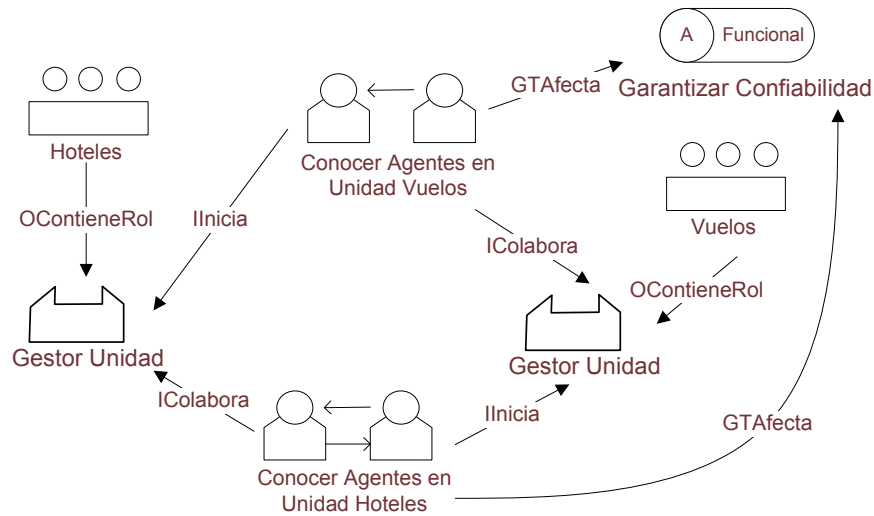 A Funcional
GTAfecta
Garantizar Confiabilidad
Hoteles
Conocer Agentes en
Unidad Vuelos
OContieneRol
IInicia
Vuelos
IColabora
OContieneRol
Gestor Unidad
Gestor Unidad
IColabora
IInicia
GTAfecta
Conocer Agentes en
Unidad Hoteles